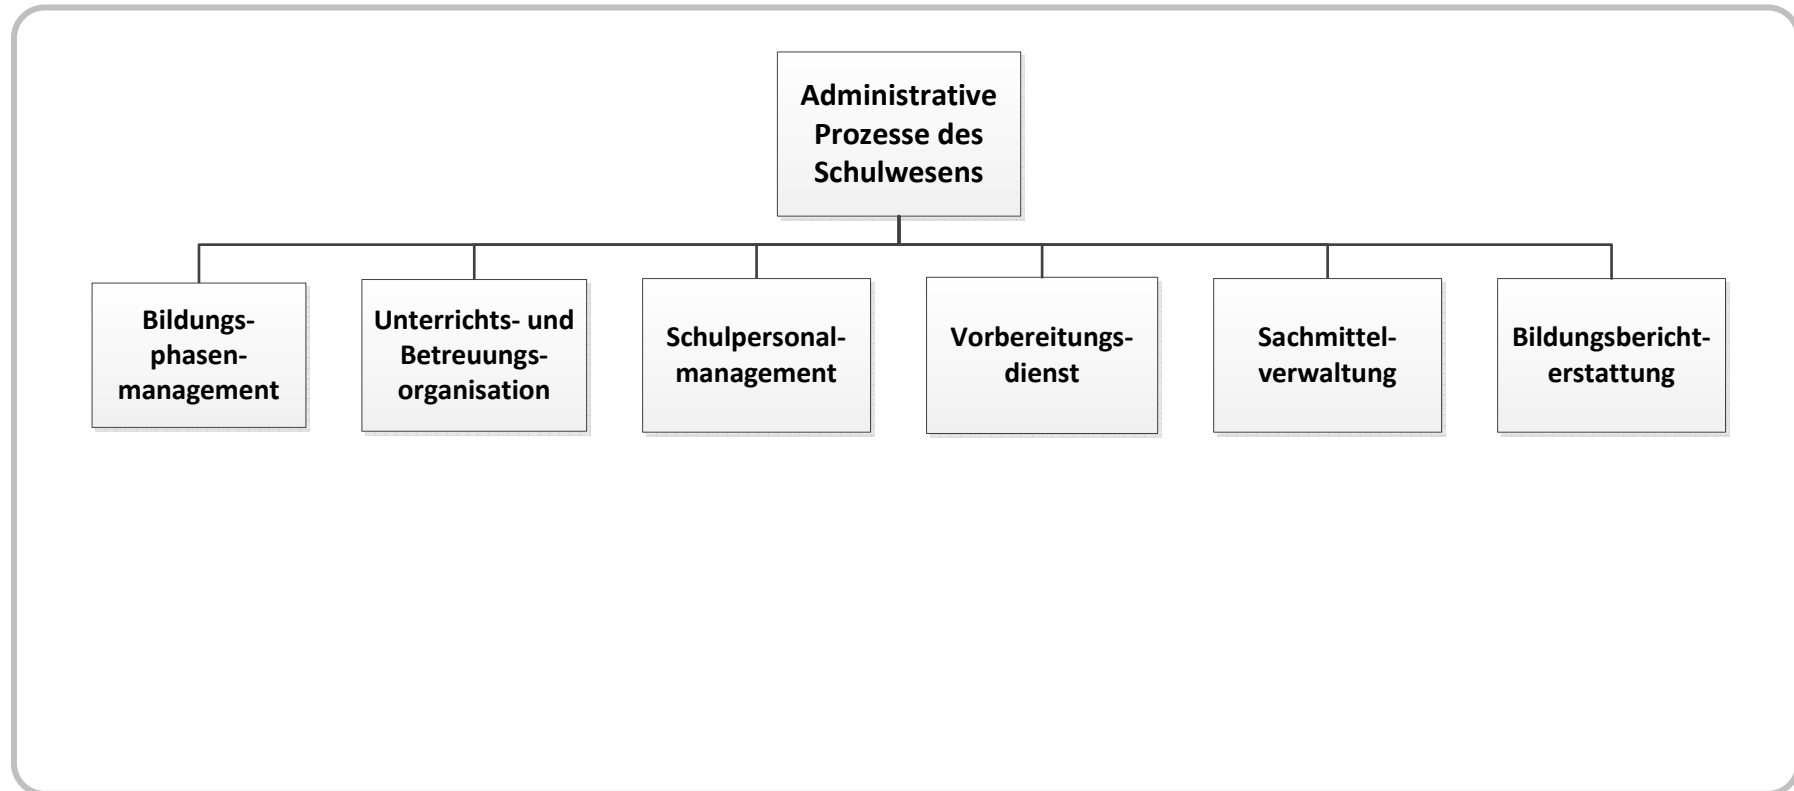 Administrative
Prozesse des
Schulwesens
Bildungs-
phasen-
management
Unterrichts- und
Betreuungs-
organisation
Schulpersonal-
management
Vorbereitungs-
dienst
Sachmittel-
verwaltung
Bildungsbericht-
erstattung